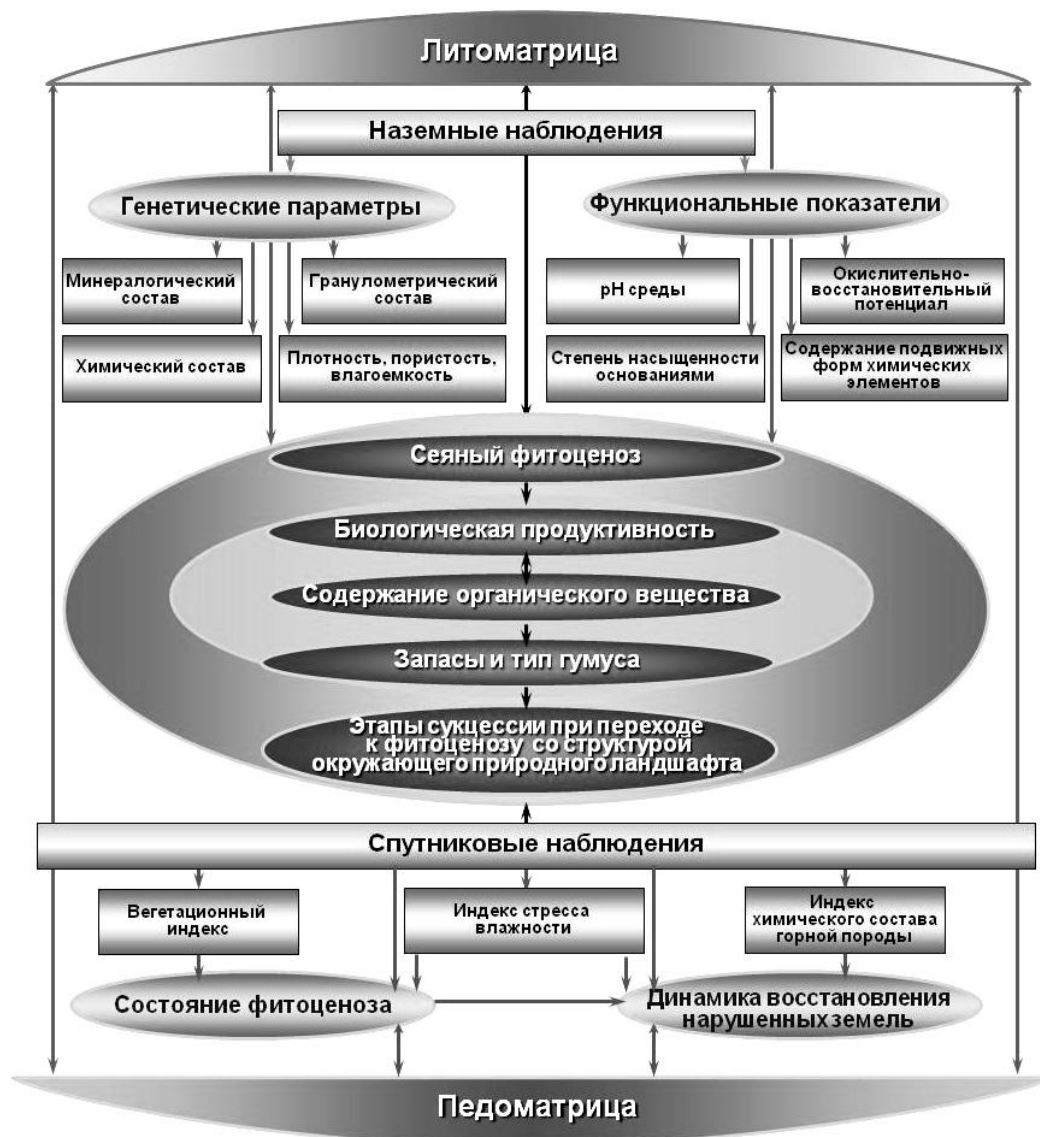 Литоматрица
Наземные наблюдения
Генетические параметры
Функциональные показатели
Минералогический
состав
Гранулометрический
состав
рН среды
Окислительно-
восстановительный
потенциал
Химический состав
Плотность, пористость,
влагоемкость
Степень насыщенности
основаниями
Содержание подвижных
форм химических
элементов
Сеяный фитоценоз
Биологическая продуктивность
Содержание органического вещества
Запасы и тип гумуса
Этапы сукцессии при переходе
к фитоценозу со структурой
окружающего природного ландшафта
Спутниковые наблюдения
Вегетационный
индекс
Индекс стресса
влажности
Индекс
химического состава
горной породы
Состояние фитоценоза
Динамика восстановления
нарушенных земель
Педоматрица